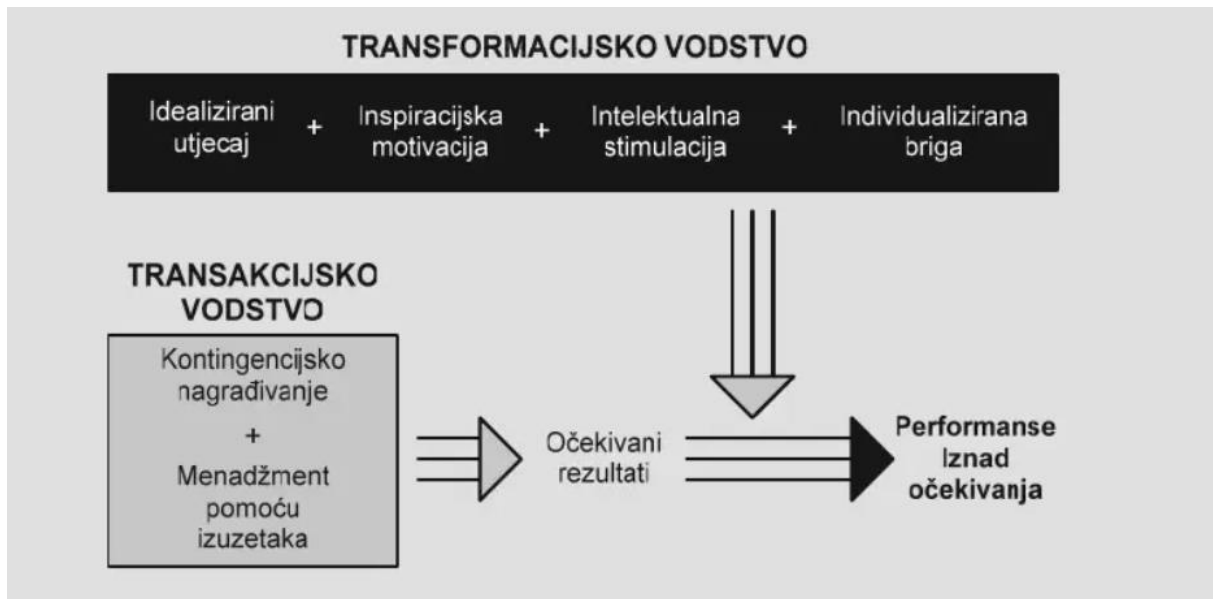 TRANSFORMACIJSKO VODSTVO
Idealizirani
utjecaj
+
Inspiracijska
motivacija
+
Intelektualna
stimulacija
+
Individualizirana
briga
TRANSAKCIJSKO
VODSTVO
Kontingencijsko
nagrađivanje
+
Menadžment
pomoću
izuzetaka
Očekivani
rezultati
Performanse
Iznad
očekivanja